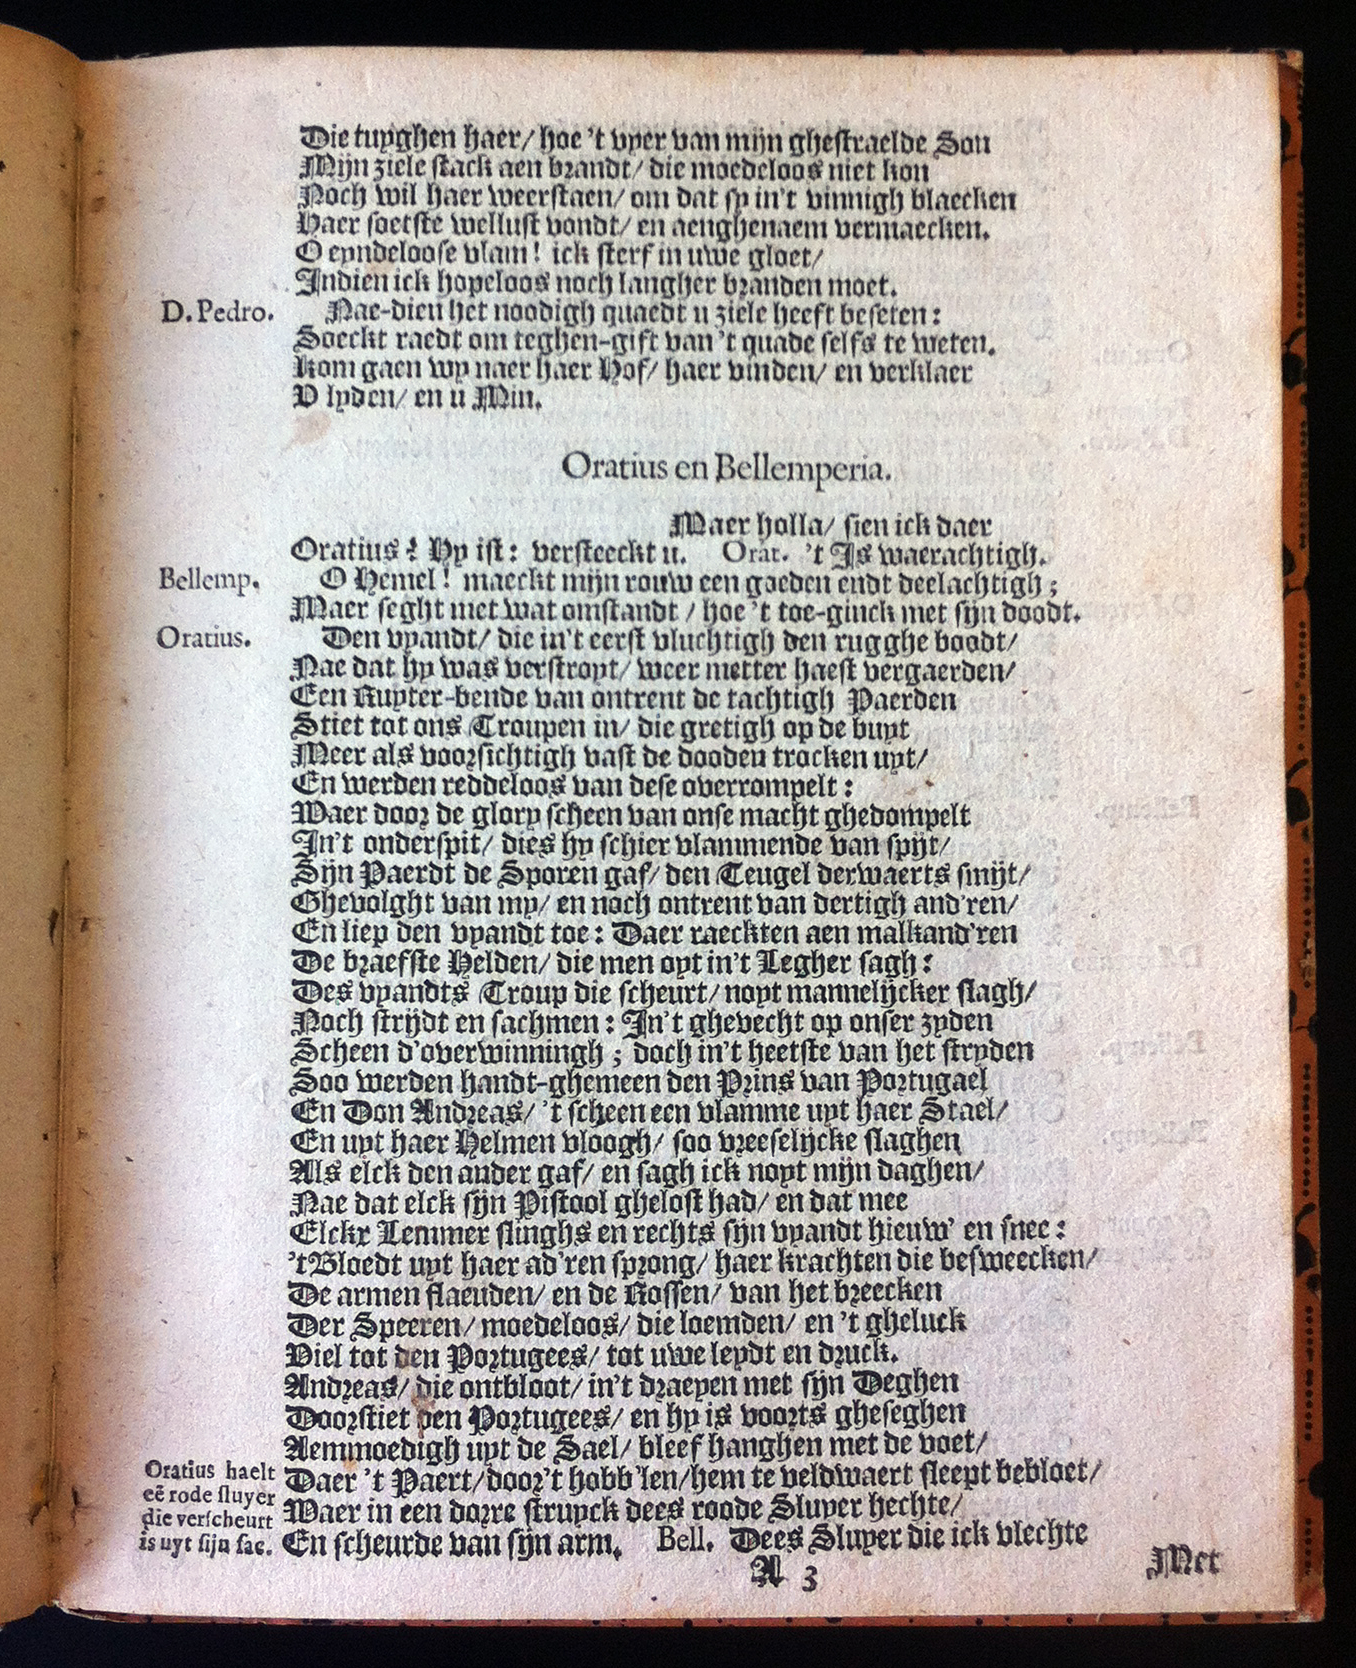 Die tuyghen haer/ hoe 't vyer van mijn ghestraelde Son
Mijn ziele stack aen brandt/ die moedeloos niet kon
Noch wil haer weerstaen/ om dat sy in't vinnigh blaecken
Haer soetste wellust vondt/ en aenghenaem vermaecken.
O eyndeloose vlam! ick sterf in uwe gloet/
Indien ick hopeloos noch langher branden moet.
D. Pedro. Nae-dien het noodigh quaedt u ziele heeft beseten:
Soeckt raedt om teghen-gift van 't quade selfs te weten.
Kom gaen wy naer haer Hof/ haer vinden/ en verklaer
V lyden/ en u Min.
Oratius en Bellemperia.
Maer holla/ sien ick daer
Oratius? Hy ist: versteeckt u. Orat. 't Is waerachtigh.
Bellemp. O Hemel! maeckt mijn rouw een goeden endt deelachtigh;
Maer seght met wat omstandt / hoe 't toe-ginck met sijn doodt.
Oratius. Den vyandt/ die in't eerst vluchtigh den rugghe boodt/
Nae dat hy was verstroyt/ weer metter haest vergaerden/
Een Ruyter-bende van ontrent de tachtigh Paerden
Stiet tot ons Troupen in/ die gretigh op de buyt
Meer als voorsichtigh vast de dooden trocken uyt/
En werden reddeloos van dese overrompelt:
Waer door de glory scheen van onse macht ghedompelt
In't onderspit/ dies hy schier vlammende van spijt/
Sijn Paerdt de Sporen gaf/ den Teugel derwaerts smijt/
Ghevolght van my/ en noch ontrent van dertigh and'ren/
En liep den vyandt toe: Daer raeckten aen malkand'ren
De braefste Helden/ die men oyt in't Legher sagh:
Des vyandts Troup die scheurt/ noyt mannelijcker slagh/
Noch strijdt en sachmen: In't ghevecht op onser zyden
Scheen d'overwinningh; doch in't heetste van het stryden
Soo werden handt-ghemeen den Prins van Portugael
En Don Andreas/ 't scheen een vlamme uyt haer Stael/
En uyt haer Helmen vloogh/ soo vreeselijcke slaghen
Als elck den ander gaf/ en sagh ick noyt mijn daghen/
Nae dat elck sijn Pistool ghelost had/ en dat mee
Elckx Lemmer slinghs en rechts sijn vyandt hieuw' en snee:
't Bloedt uyt haer ad'ren sprong/ haer krachten die besweecken/
De armen flaeuden/ en de Rossen/ van het breecken
Der Speeren/ moedeloos/ die loemden/ en 't gheluck
Viel tot den Portugees/ tot uwe leydt en druck.
Andreas/ die ontbloot/ in't draeyen met sijn Deghen
Doorstiet den Portugees/ en hy is voorts gheseghen
Aemmoedigh uyt de Sael/ bleef hanghen met de voet/
Daer 't Paert/ door't hobb'len/ hem te veldwaert sleept bebloet/
Waer in een dorre struyck dees roode Sluyer hechte/
En scheurde van sijn arm. Bell. Dees Sluyer die ick vlechte
Oratius haelt
eē rode sluyer
die verscheurt
is uyt sijn sac.
A 3
Met